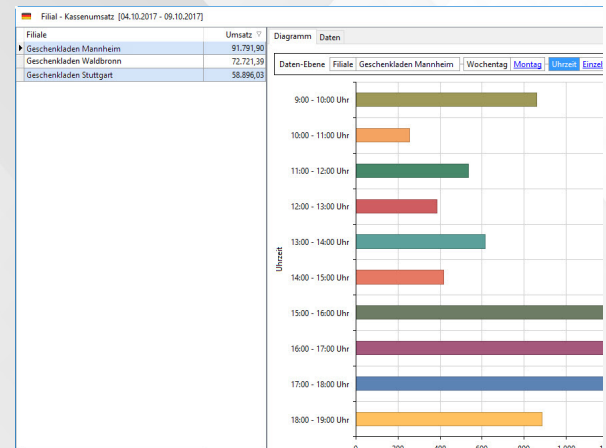 Filial - Kassenumsatz [04.10.2017 - 09.10.2017]
Filiale Umsatz
Geschenkladen Mannheim 91.791,90
Geschenkladen Waldbronn 72.721,39
Geschenkladen Stuttgart 58.896,03
Diagramm Daten
Daten-Ebene Filiale Geschenkladen Mannheim Wochentag Montag Uhrzeit Einzel
Uhrzeit
9:00 - 10:00 Uhr
10:00 - 11:00 Uhr
11:00 - 12:00 Uhr
12:00 - 13:00 Uhr
13:00 - 14:00 Uhr
14:00 - 15:00 Uhr
15:00 - 16:00 Uhr
16:00 - 17:00 Uhr
17:00 - 18:00 Uhr
18:00 - 19:00 Uhr
0 200 400 600 800 1.000